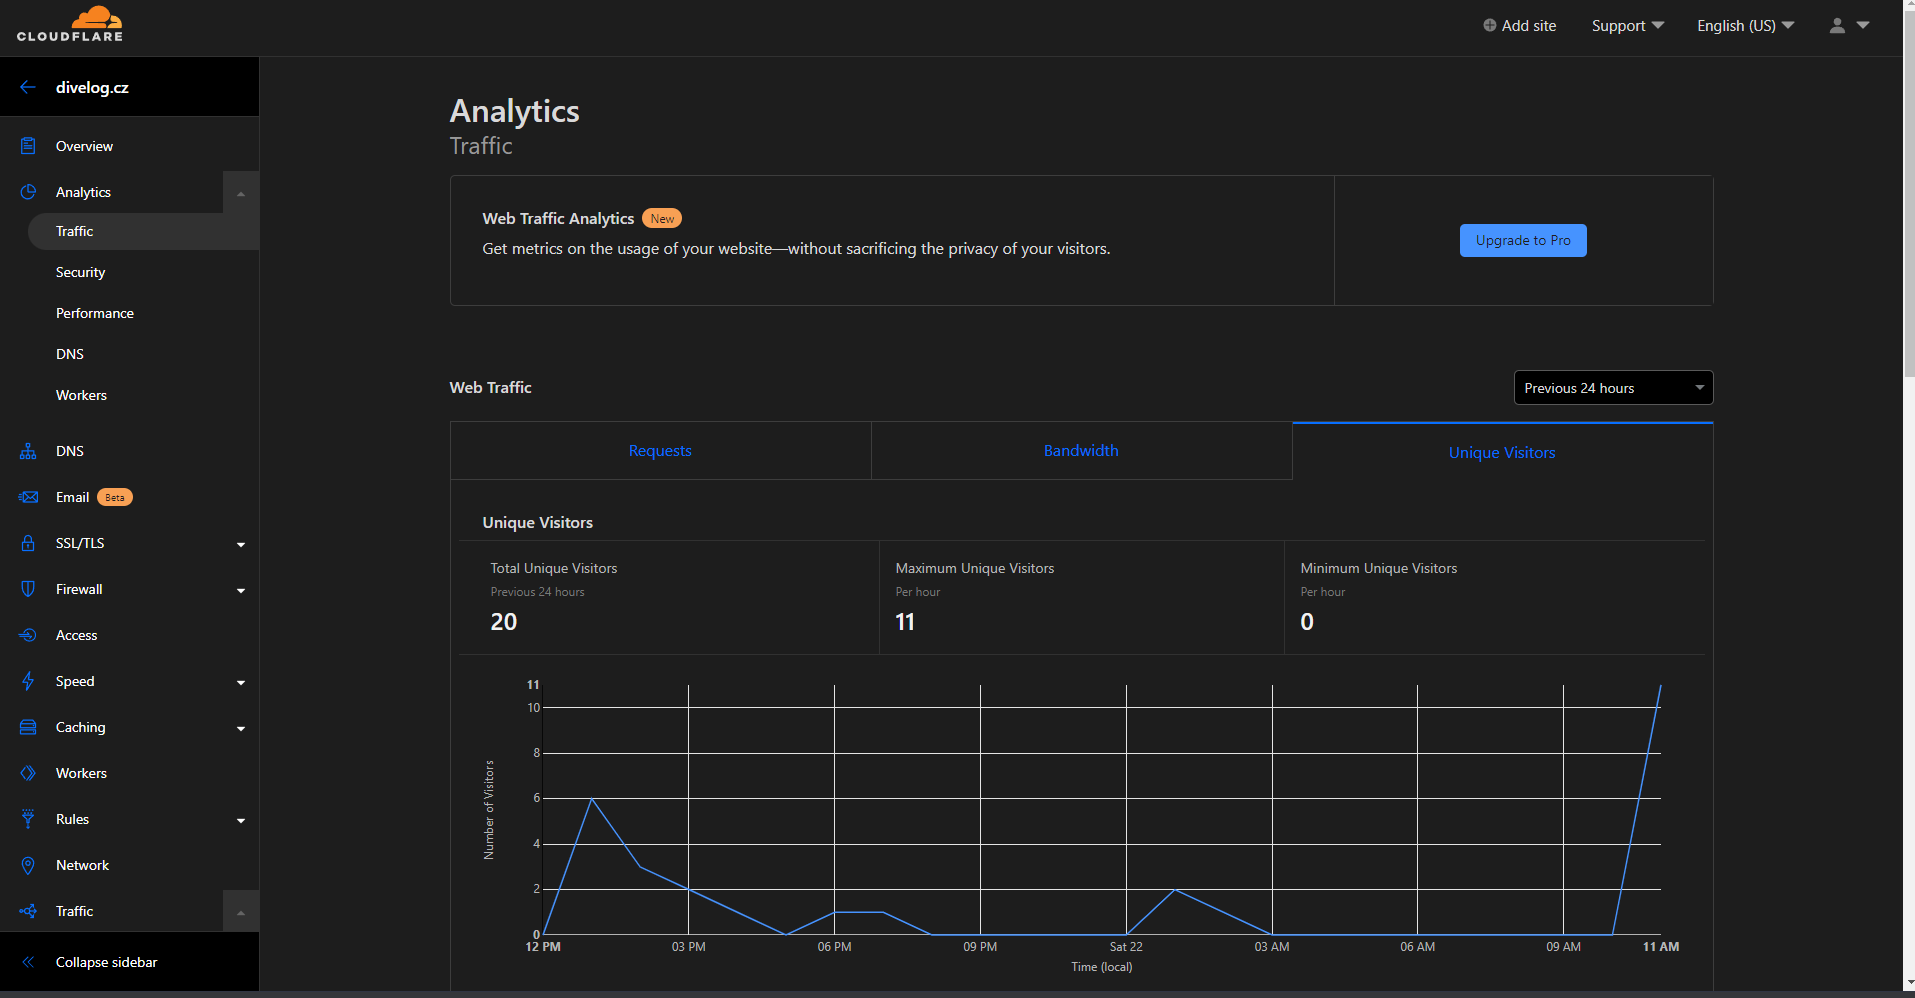 CLOUDFLARE
Add site
Support
English (US)
divelog.cz
Overview
Analytics
Traffic
Security
Performance
DNS
Workers
DNS
Email Beta
SSL/TLS
Firewall
Access
Speed
Caching
Workers
Rules
Network
Traffic
Collapse sidebar
Analytics
Traffic
Web Traffic Analytics New
Get metrics on the usage of your website—without sacrificing the privacy of your visitors.
Upgrade to Pro
Web Traffic
Previous 24 hours
Requests
Bandwidth
Unique Visitors
Unique Visitors
Total Unique Visitors
Previous 24 hours
20
Maximum Unique Visitors
Per hour
11
Minimum Unique Visitors
Per hour
0
Number of Visitors
11
10
8
6
4
2
0
12 PM
03 PM
06 PM
09 PM
Sat 22
03 AM
06 AM
09 AM
11 AM
Time (local)